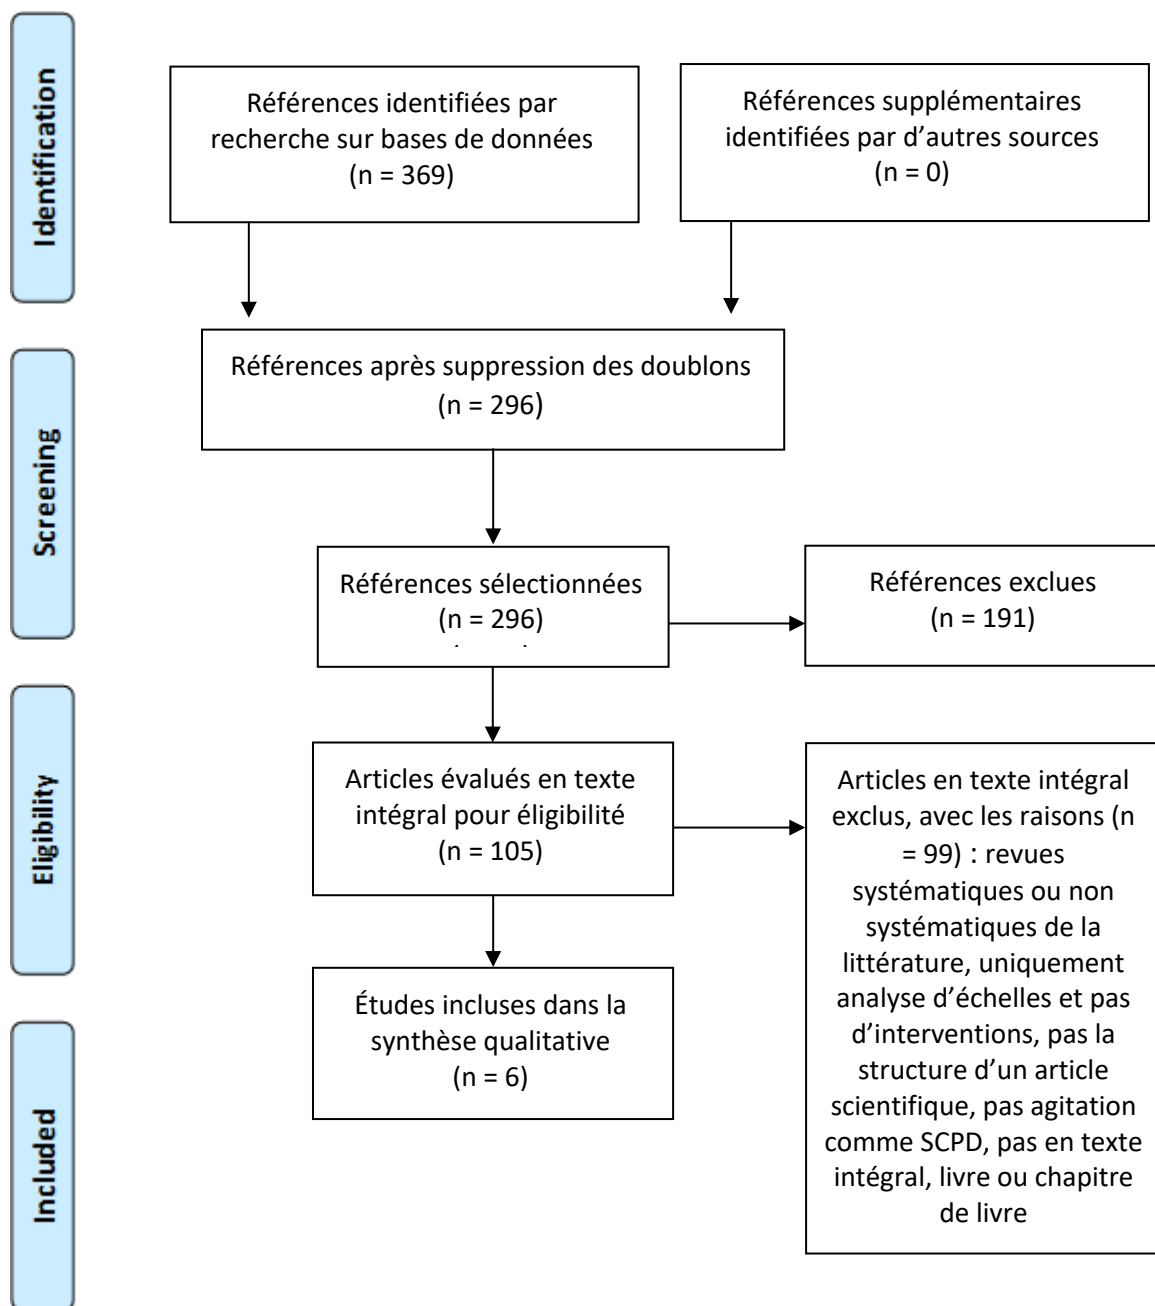 Identification
Références identifiées par
recherche sur bases de données
(n = 369)
Références supplémentaires
identifiées par d'autres sources
(n = 0)
Screening
Références après suppression des doublons
(n = 296)
Références sélectionnées
(n = 296)
Références exclues
(n = 191)
Eligibility
Articles évalués en texte
intégral pour éligibilité
(n = 105)
Articles en texte intégral
exclus, avec les raisons (n
= 99) : revues
systématiques ou non
systématiques de la
littérature, uniquement
analyse d'échelles et pas
d'interventions, pas la
structure d'un article
scientifique, pas agitation
comme SCPD, pas en texte
intégral, livre ou chapitre
de livre
Included
Études incluses dans la
synthèse qualitative
(n = 6)